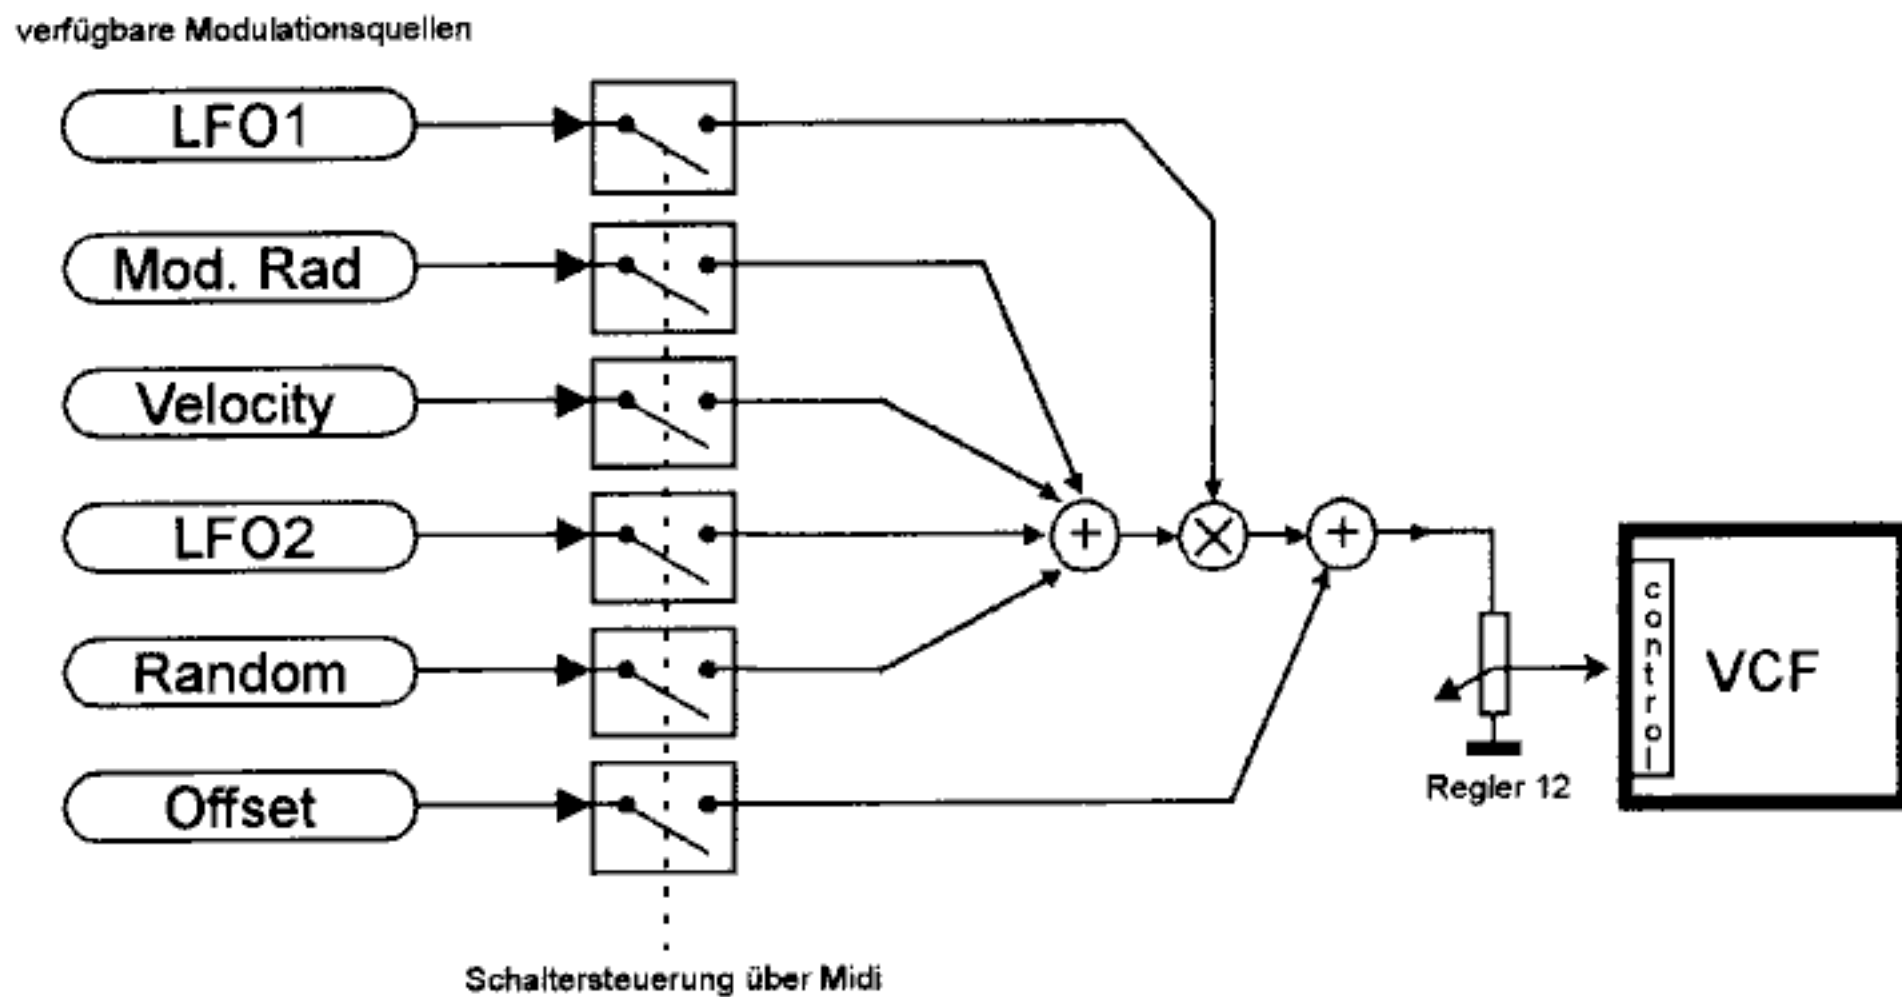 verfügbare Modulationsquellen
LFO1
Mod. Rad
Velocity
LFO2
Random
Offset
+
×
+
control
VCF
Regler 12
Schaltersteuerung über Midi